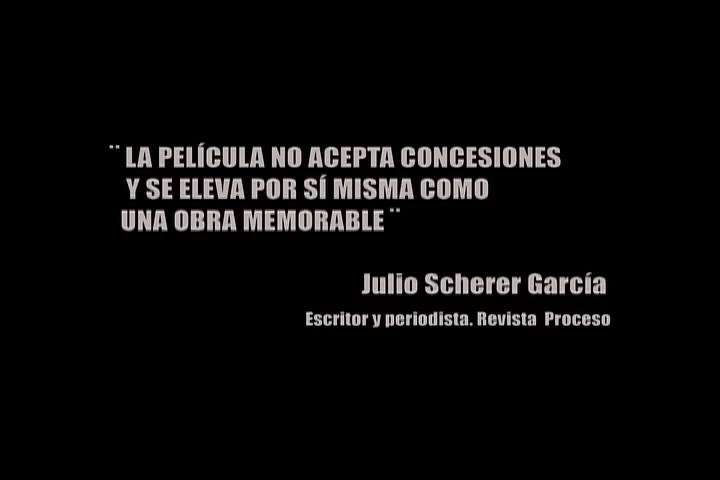 ¨ LA PELÍCULA NO ACEPTA CONCESIONES
Y SE ELEVA POR SÍ MISMA COMO
UNA OBRA MEMORABLE ¨
Julio Scherer García
Escritor y periodista. Revista Proceso